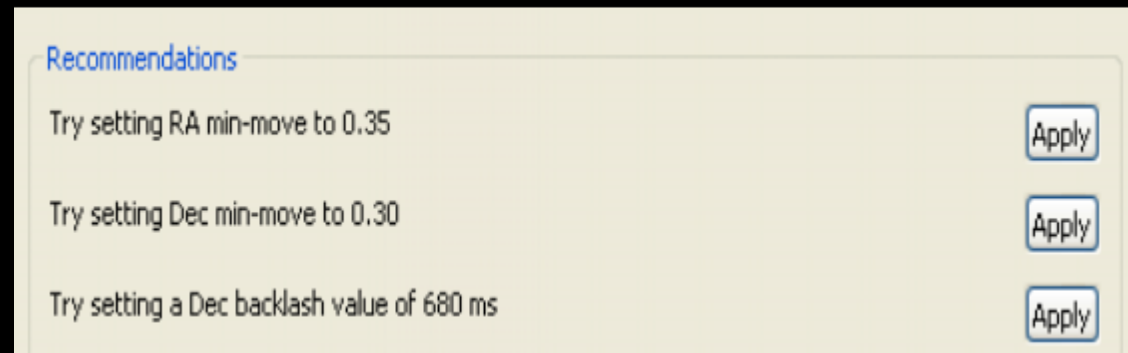 Recommendations
Try setting RA min-move to 0.35
Apply
Try setting Dec min-move to 0.30
Apply
Try setting a Dec backlash value of 680 ms
Apply